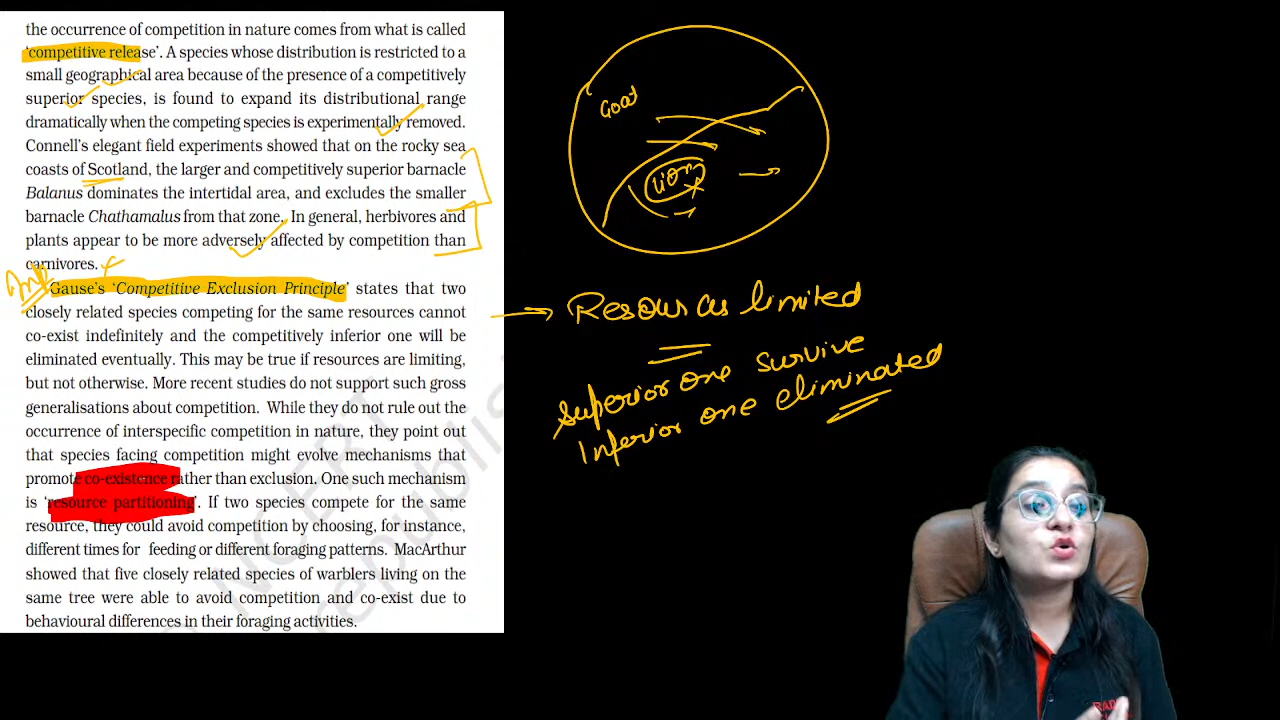 the occurrence of competition in nature comes from what is called
'competitive release'. A species whose distribution is restricted to a
small geographical area because of the presence of a competitively
superior species, is found to expand its distributional range
dramatically when the competing species is experimentally removed.
Connell's elegant field experiments showed that on the rocky sea
coasts of Scotland, the larger and competitively superior barnacle
Balanus dominates the intertidal area, and excludes the smaller
barnacle Chathamalus from that zone. In general, herbivores and
plants appear to be more adversely affected by competition than
carnivores.
Imp
Gause's 'Competitive Exclusion Principle' states that two
closely related species competing for the same resources cannot
co-exist indefinitely and the competitively inferior one will be
eliminated eventually. This may be true if resources are limiting,
but not otherwise. More recent studies do not support such gross
generalisations about competition. While they do not rule out the
occurrence of interspecific competition in nature, they point out
that species facing competition might evolve mechanisms that
promote co-existence rather than exclusion. One such mechanism
is 'resource partitioning'. If two species compete for the same
resource, they could avoid competition by choosing, for instance,
different times for feeding or different foraging patterns. MacArthur
showed that five closely related species of warblers living on the
same tree were able to avoid competition and co-exist due to
behavioural differences in their foraging activities.
Goat
Lion
→ Resources limited
Superior one survive
Inferior one eliminated